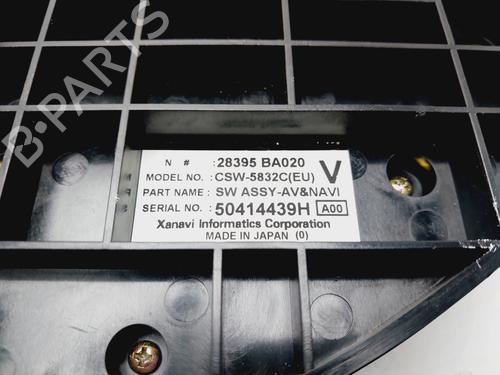 B-PARTS
N # :28395 BA020
MODEL NO. :CSW-5832C(EU) V
PART NAME :SW ASSY-AV&NAVI
SERIAL NO. :50414439H A00
Xanavi Informatics Corporation
MADE IN JAPAN (0)